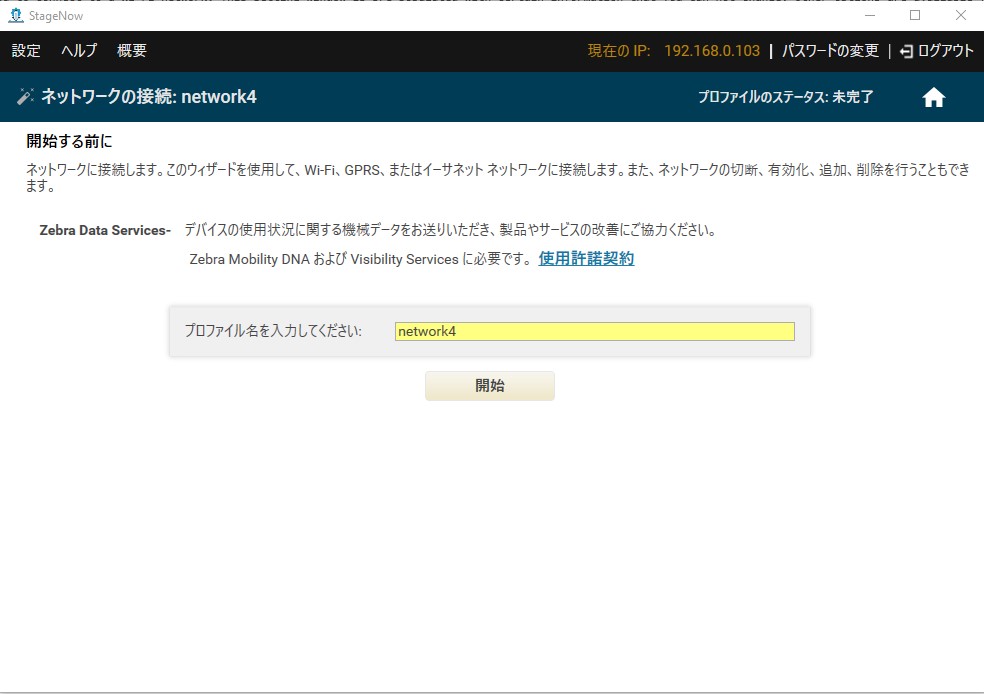 StageNow
設定 ヘルプ 概要 現在の IP: 192.168.0.103 | パスワードの変更 | ログアウト
ネットワークの接続: network4 プロファイルのステータス: 未完了
開始する前に
ネットワークに接続します。このウィザードを使用して、Wi-Fi、GPRS、またはイーサネット ネットワークに接続します。また、ネットワークの切断、有効化、追加、削除を行うこともでき
ます。
Zebra Data Services- デバイスの使用状況に関する機械データをお送りいただき、製品やサービスの改善にご協力ください。
Zebra Mobility DNA および Visibility Services に必要です。 使用許諾契約
プロファイル名を入力してください: network4
開始